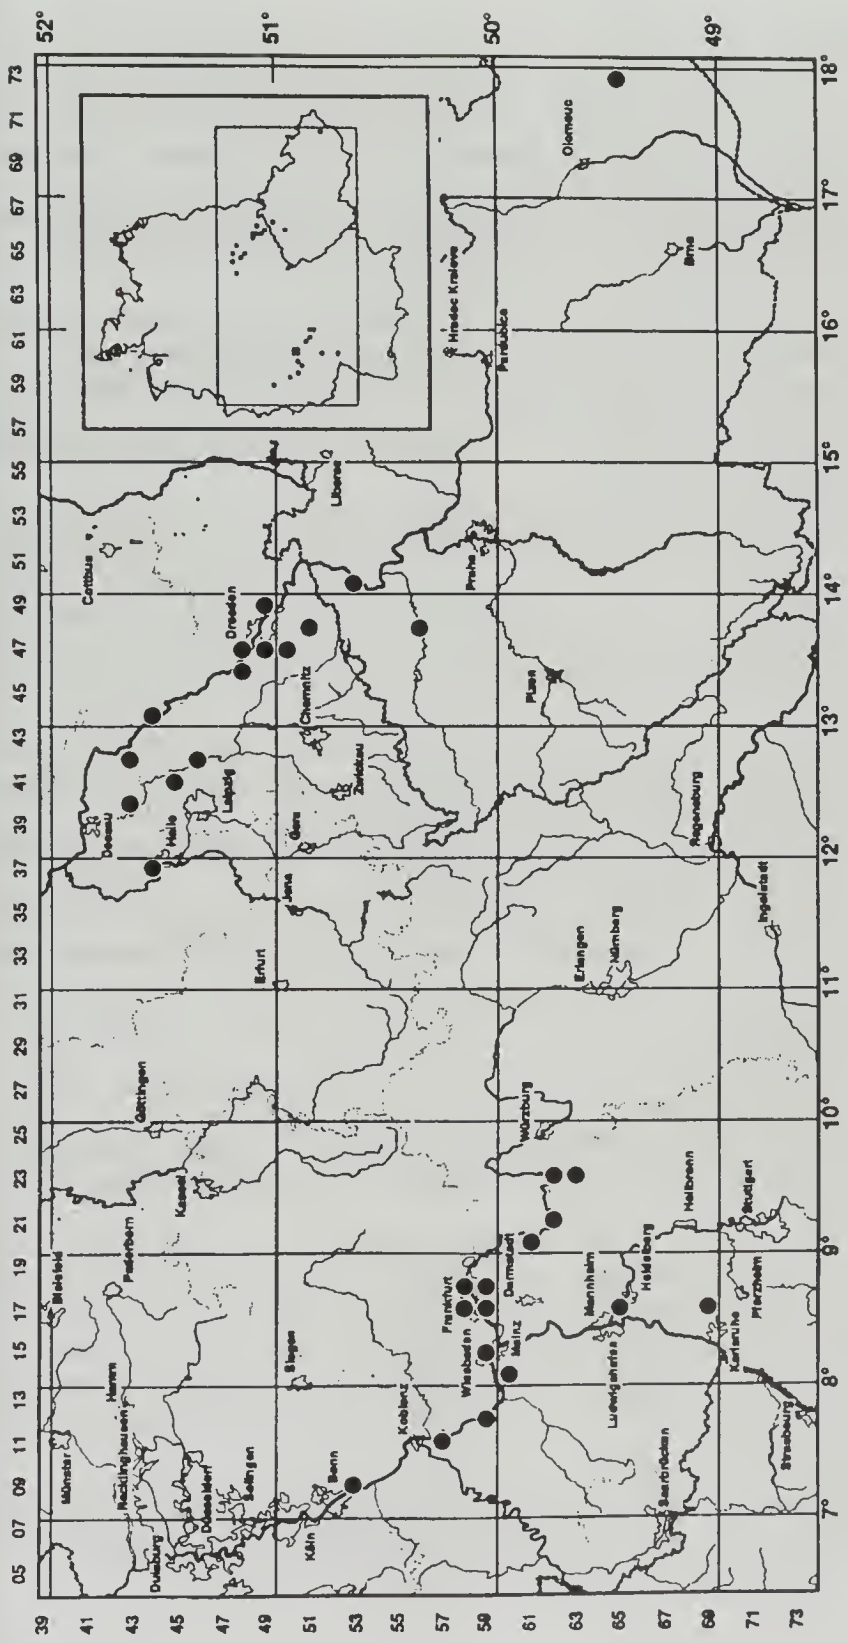 05 07 09 11 13 15 17 19 21 23 25 27 29 31 33 35 37 39 41 43 45 47 49 51 53 55 57 59 61 63 65 67 69 71 73
39
52°
41
43
45
47
49
51°
51
53
55
57
59
50°
61
63
65
67
69
49°
71
73
7° 8° 9° 10° 11° 12° 13° 14° 15° 16° 17° 18°
Münster
Bielefeld
Cottbus
Hamm
Paderborn
Dessau
Recklinghausen
Göttingen
Duisburg
Kassel
Halle
Düsseldorf
Leipzig
Dresden
Solingen
Erfurt
Siegen
Jena
Gera
Chemnitz
Köln
Bonn
Zwickau
Liberec
Koblenz
Frankfurt
Hradec Kralove
Wiesbaden
Praha
Mainz
Darmstadt
Pardubice
Würzburg
Plzen
Olomouc
Erlangen
Mannheim
Nürnberg
Ludwigshafen
Heidelberg
Saarbrücken
Heilbronn
Regensburg
Brno
Karlsruhe
Stuttgart
Pforzheim
Ingolstadt
Strasbourg